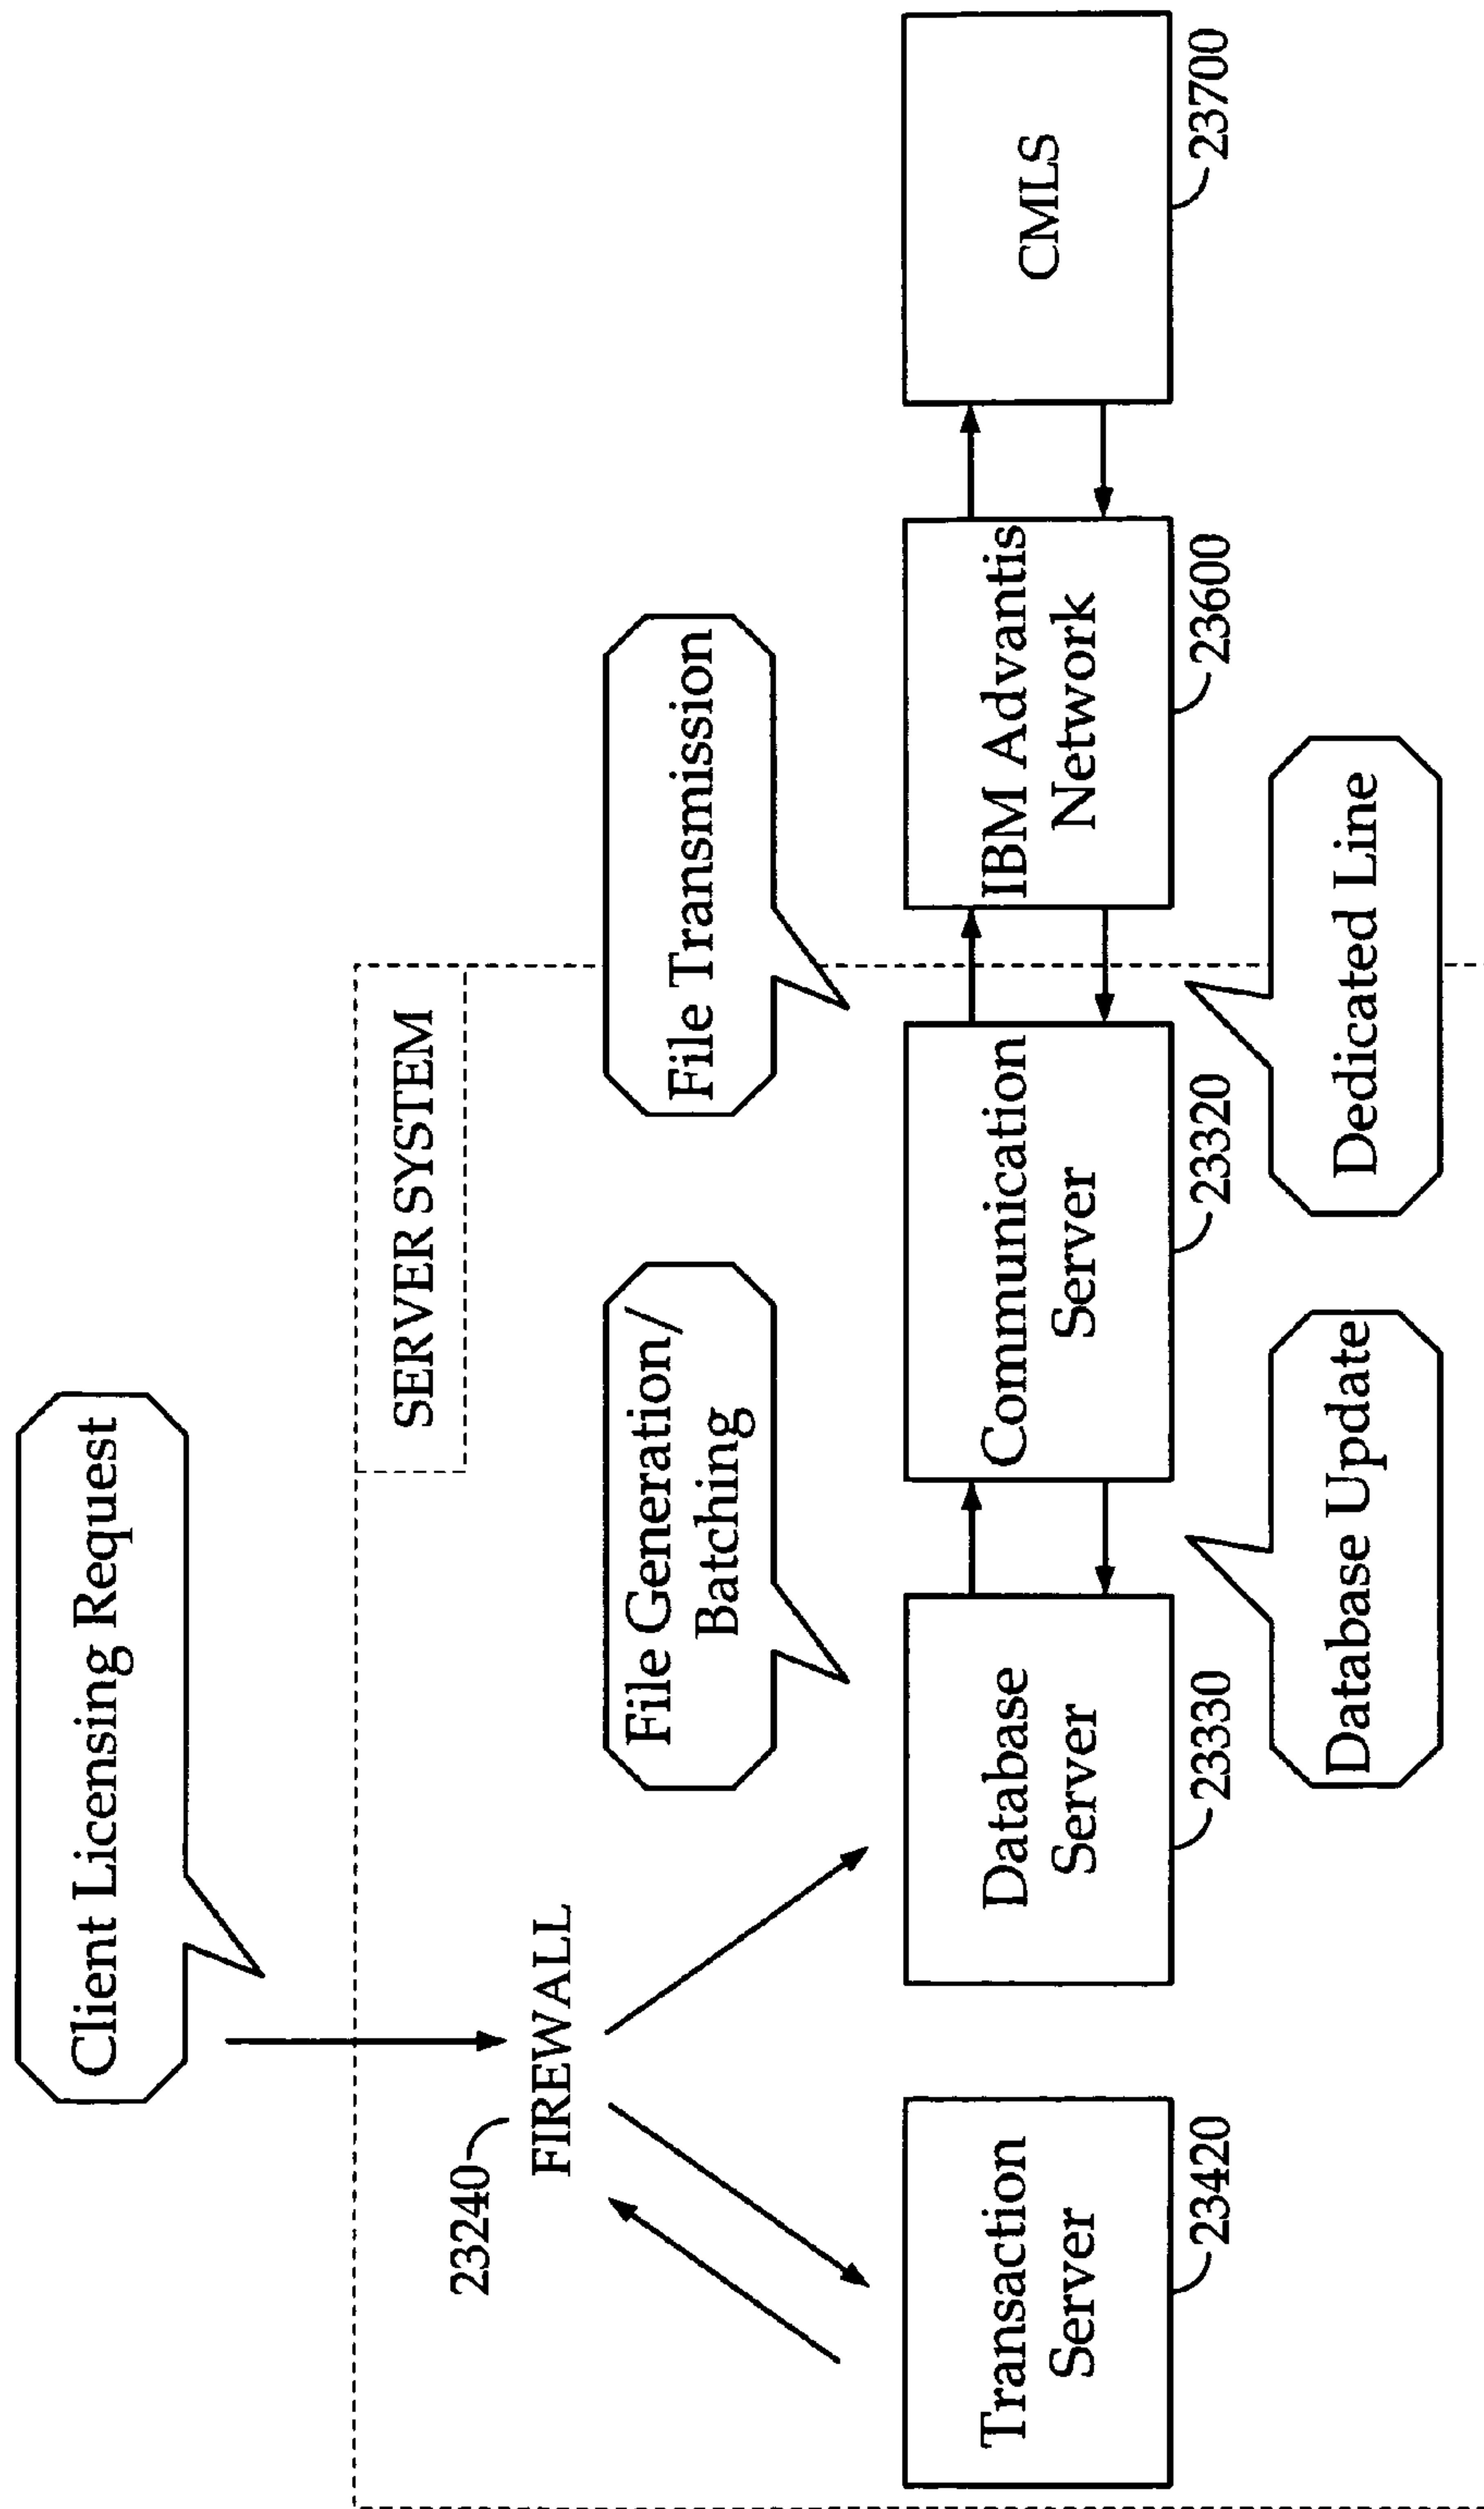 Client Licensing Request
SERVER SYSTEM
23240
FIREWALL
File Generation/
Batching
File Transmission
Transaction
Server
23420
Database
Server
23330
Communication
Server
23320
IBM Advantis
Network
23600
CMLS
23700
Database Update
Dedicated Line